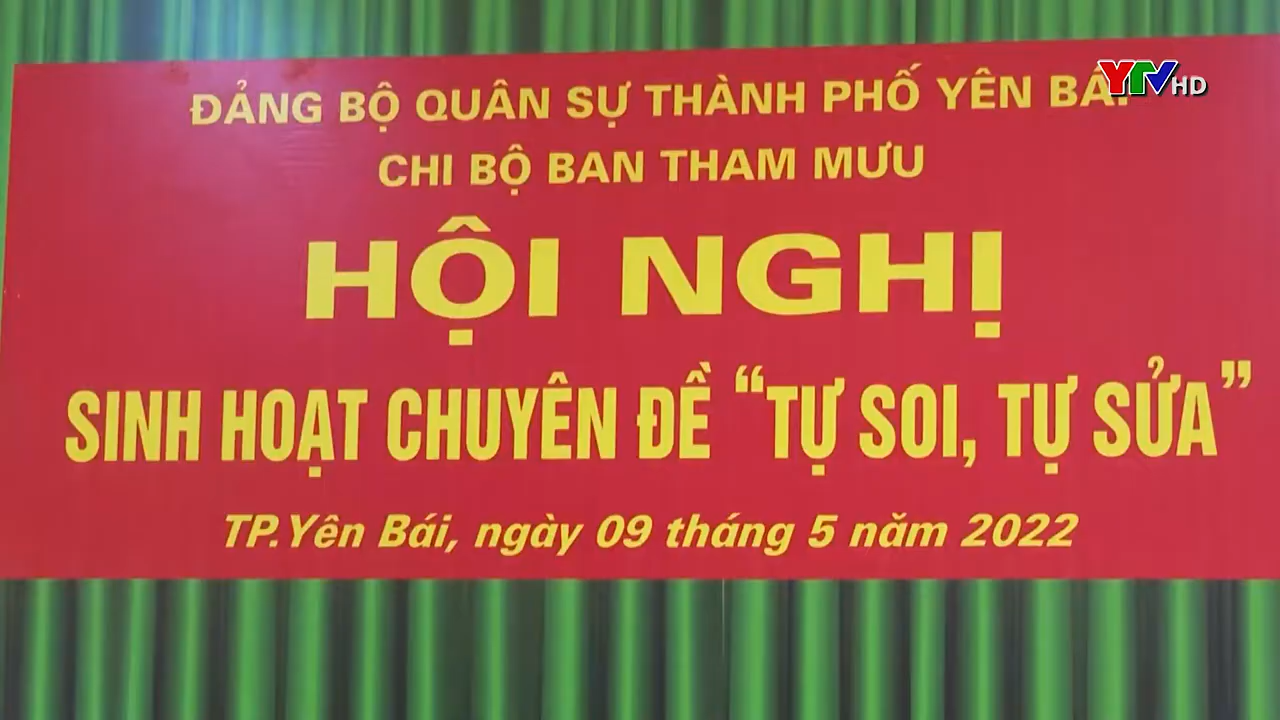 ĐẢNG BỘ QUÂN SỰ THÀNH PHỐ YÊN BÁI
YTV HD
CHI BỘ BAN THAM MƯU
HỘI NGHỊ
SINH HOẠT CHUYÊN ĐỀ “TỰ SOI, TỰ SỬA”
TP.Yên Bái, ngày 09 tháng 5 năm 2022